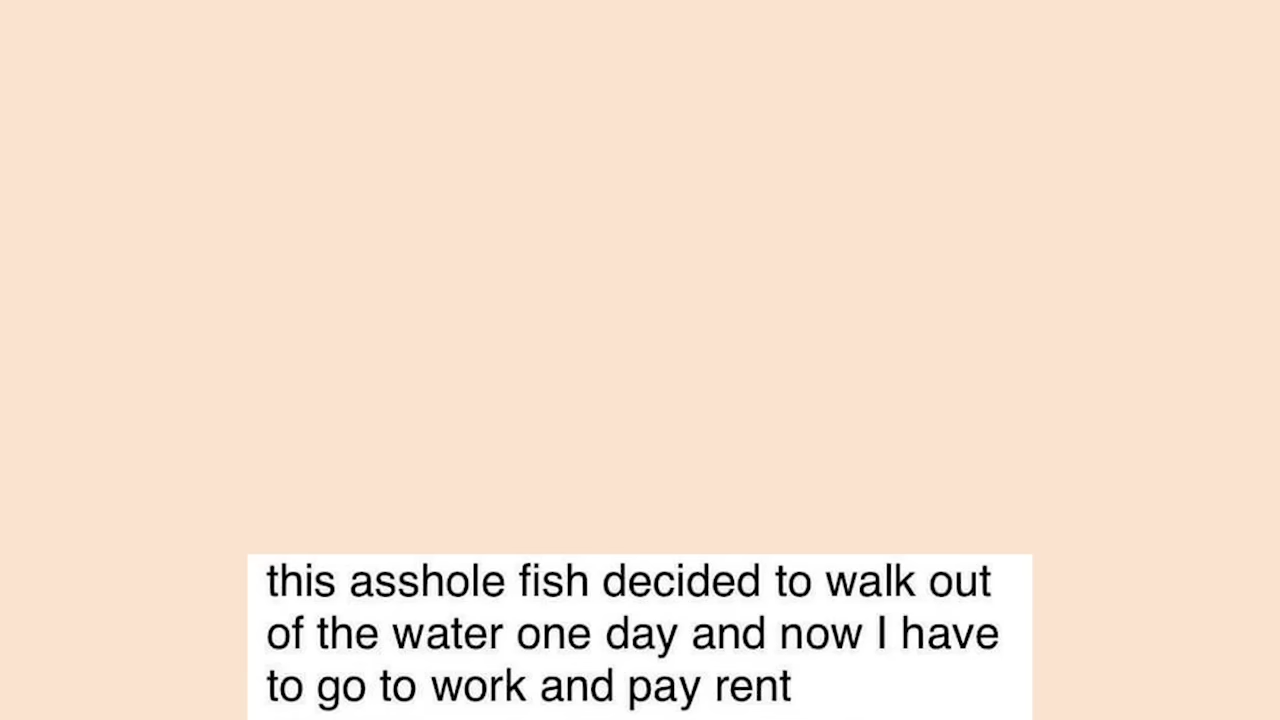 this asshole fish decided to walk out
of the water one day and now I have
to go to work and pay rent